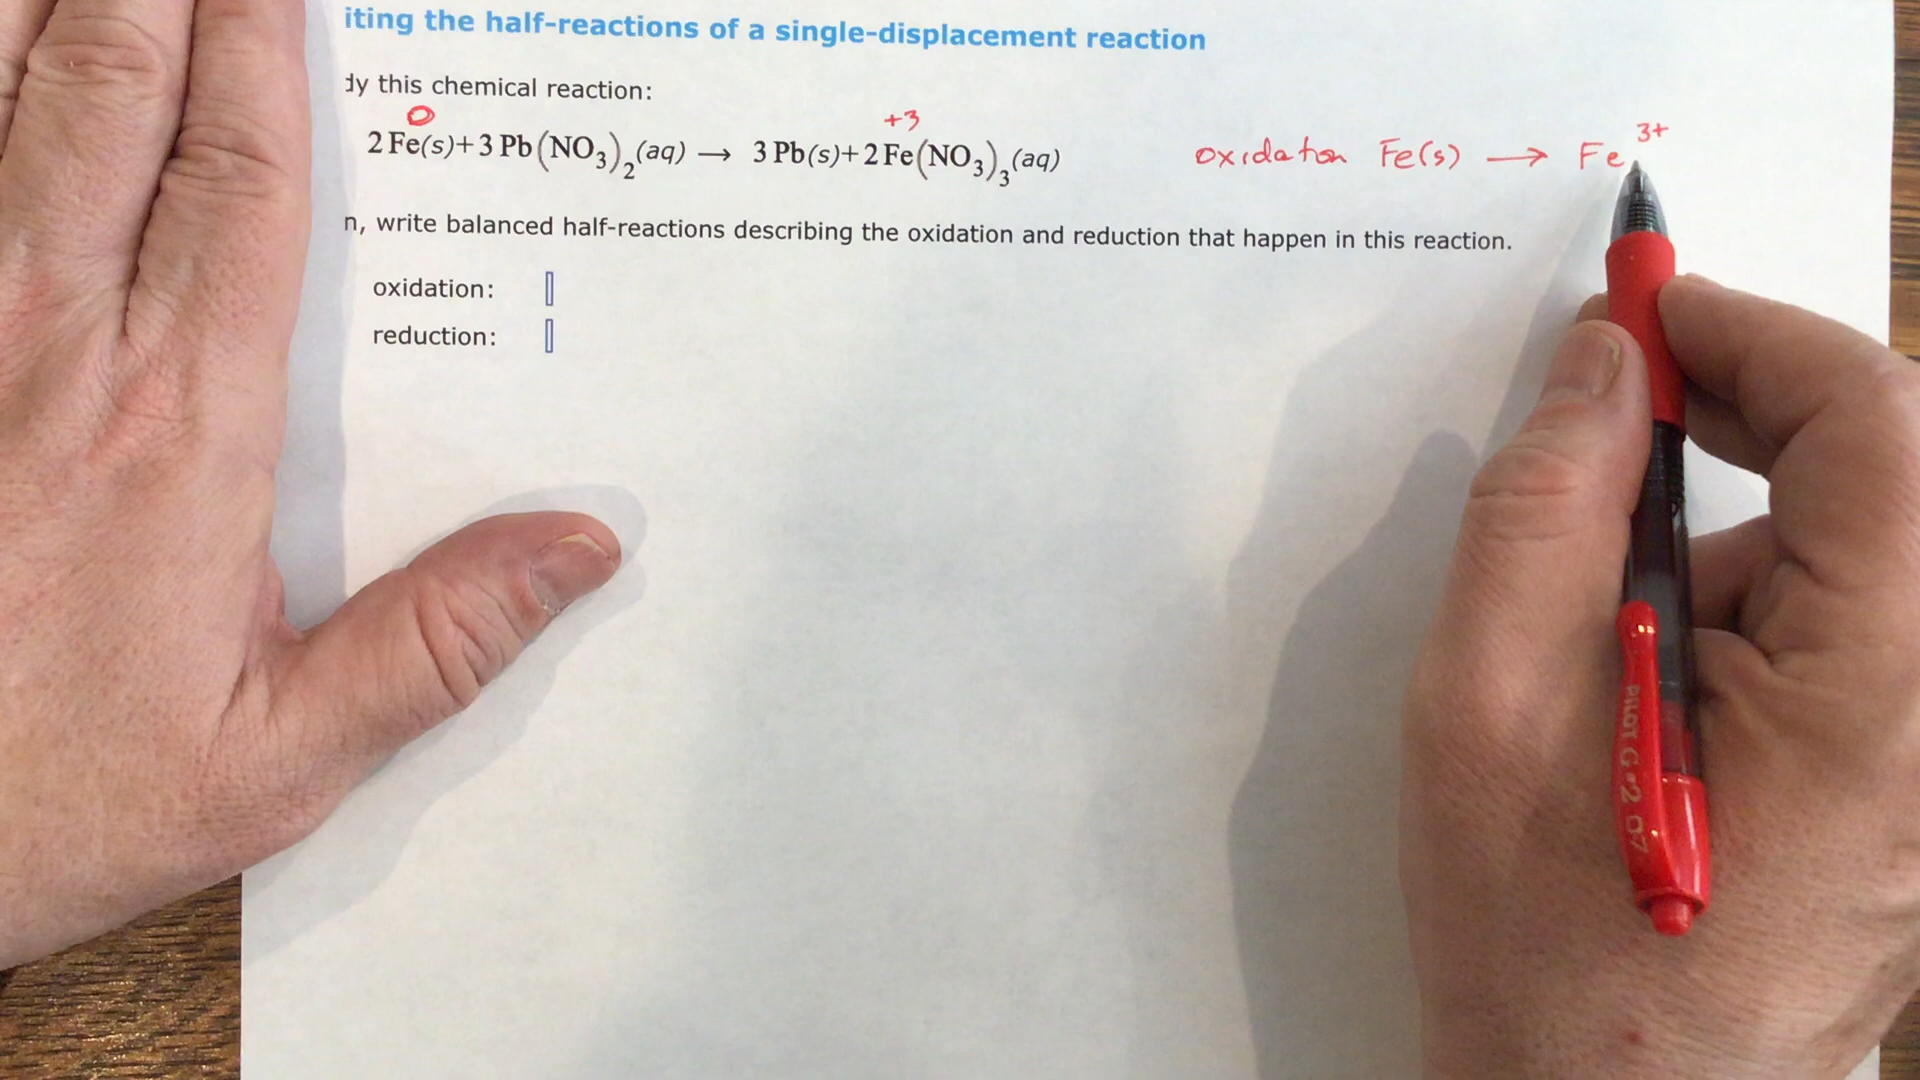 iting the half-reactions of a single-displacement reaction
dy this chemical reaction:
O +3 3+
2 Fe(s)+3 Pb(NO3)2(aq) → 3 Pb(s)+2 Fe(NO3)3(aq) oxidation Fe(s) → Fe
n, write balanced half-reactions describing the oxidation and reduction that happen in this reaction.
oxidation:
reduction:
PILOT G-2 07